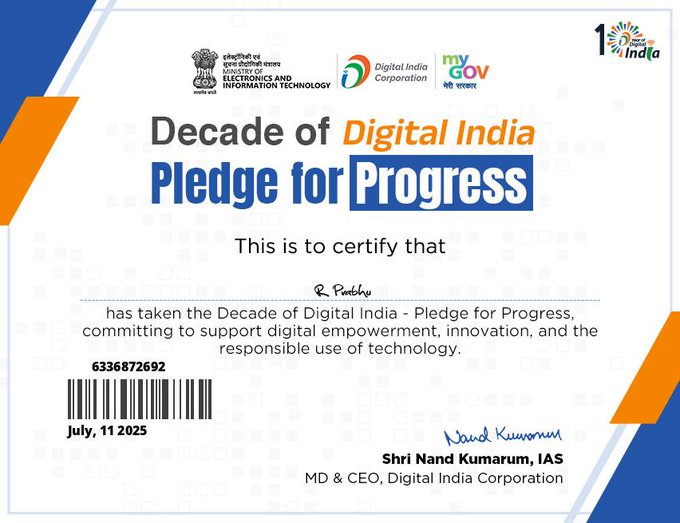 इलेक्ट्रॉनिकी एवं
सूचना प्रौद्योगिकी मंत्रालय
MINISTRY OF
ELECTRONICS AND
INFORMATION TECHNOLOGY
सत्यमेव जयते
Digital India
Corporation
my
GOV
मेरी सरकार
10 Year of
Digital
India
Decade of Digital India
Pledge for Progress
This is to certify that
R Prabhu
has taken the Decade of Digital India - Pledge for Progress,
committing to support digital empowerment, innovation, and the
responsible use of technology.
6336872692
July, 11 2025
Nand Kumarum
Shri Nand Kumarum, IAS
MD & CEO, Digital India Corporation